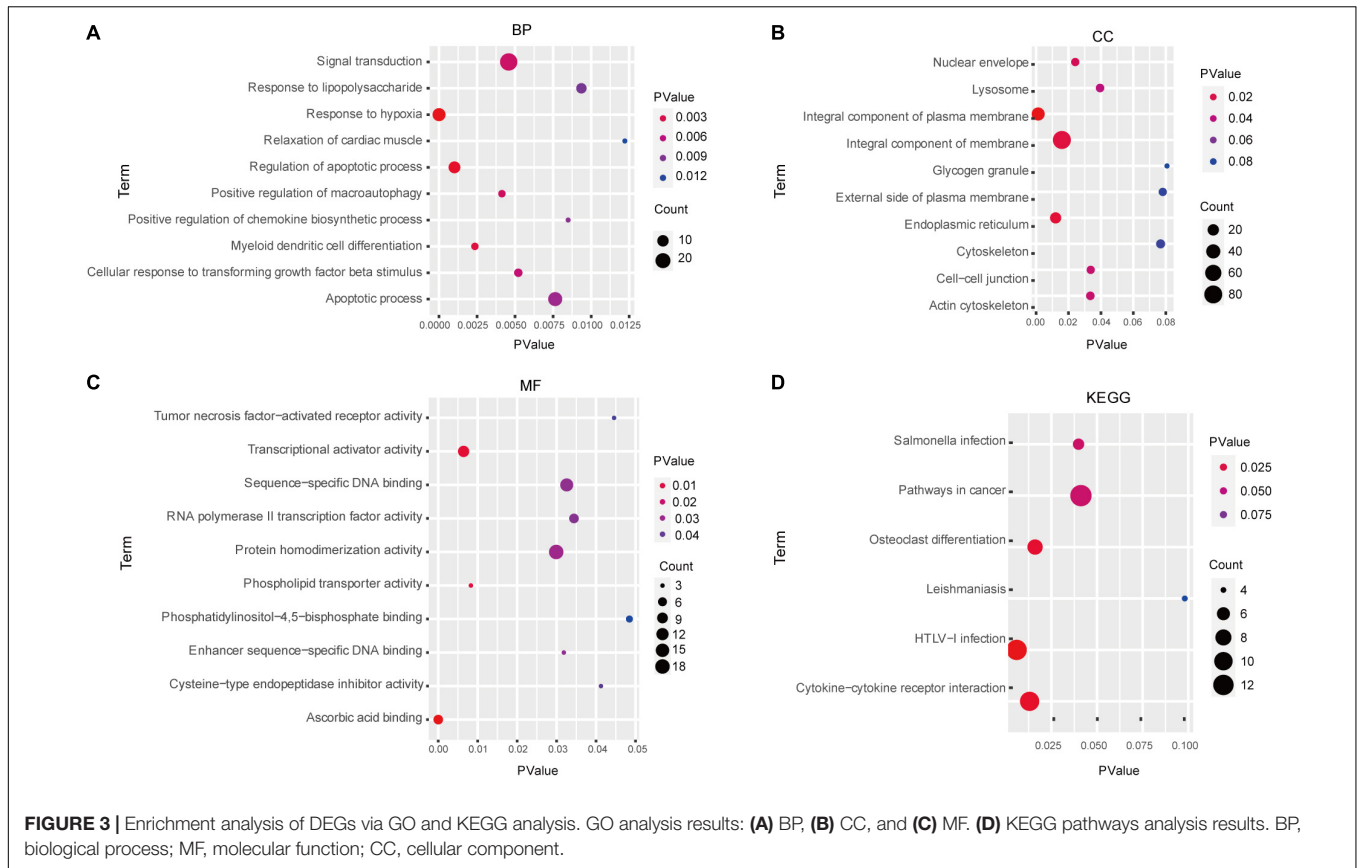 A
BP
Signal transduction
Response to lipopolysaccharide
Response to hypoxia
Relaxation of cardiac muscle
Regulation of apoptotic process
Positive regulation of macroautophagy
Positive regulation of chemokine biosynthetic process
Myeloid dendritic cell differentiation
Cellular response to transforming growth factor beta stimulus
Apoptotic process
Term
0.0000 0.0025 0.0050 0.0075 0.0100 0.0125
PValue
PValue
0.003
0.006
0.009
0.012
Count
10
20
B
CC
Nuclear envelope
Lysosome
Integral component of plasma membrane
Integral component of membrane
Glycogen granule
External side of plasma membrane
Endoplasmic reticulum
Cytoskeleton
Cell-cell junction
Actin cytoskeleton
Term
0.00 0.02 0.04 0.06 0.08
PValue
PValue
0.02
0.04
0.06
0.08
Count
20
40
60
80
C
MF
Tumor necrosis factor-activated receptor activity
Transcriptional activator activity
Sequence-specific DNA binding
RNA polymerase II transcription factor activity
Protein homodimerization activity
Phospholipid transporter activity
Phosphatidylinositol-4,5-bisphosphate binding
Enhancer sequence-specific DNA binding
Cysteine-type endopeptidase inhibitor activity
Ascorbic acid binding
Term
0.00 0.01 0.02 0.03 0.04 0.05
PValue
PValue
0.01
0.02
0.03
0.04
Count
3
6
9
12
15
18
D
KEGG
Salmonella infection
Pathways in cancer
Osteoclast differentiation
Leishmaniasis
HTLV-I infection
Cytokine-cytokine receptor interaction
Term
0.025 0.050 0.075 0.100
PValue
PValue
0.025
0.050
0.075
Count
4
6
8
10
12
FIGURE 3 | Enrichment analysis of DEGs via GO and KEGG analysis. GO analysis results: (A) BP, (B) CC, and (C) MF. (D) KEGG pathways analysis results. BP,
biological process; MF, molecular function; CC, cellular component.